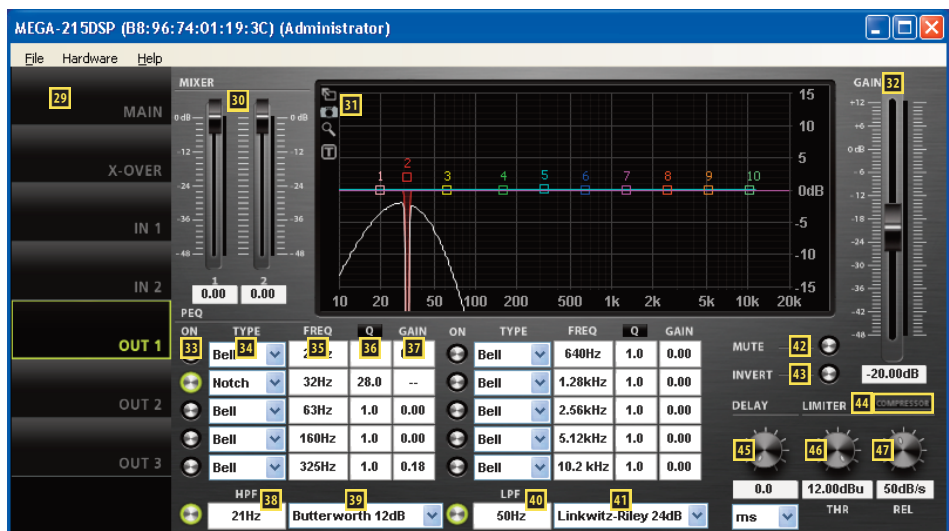 MEGA-215DSP (B8:96:74:01:19:3C) (Administrator)
File Hardware Help
29
MAIN
X-OVER
IN 1
IN 2
OUT 1
OUT 2
OUT 3
MIXER
30
0 dB 0 dB
-12 -12
-24 -24
-36 -36
-48 -48
1 2
0.00 0.00
31
T
15
10
5
0dB
-5
-10
-15
1 2 3 4 5 6 7 8 9 10
10 20 50 100 200 500 1k 2k 5k 10k 20k
GAIN 32
+12
+6
0 dB
-6
-12
-18
-24
-30
-36
-42
-48
-20.00dB
PEQ
ON TYPE FREQ Q GAIN ON TYPE FREQ Q GAIN
33 34 35 36 37
Bell Bell 640Hz 1.0 0.00
Notch 32Hz 28.0 -- Bell 1.28kHz 1.0 0.00
Bell 63Hz 1.0 0.00 Bell 2.56kHz 1.0 0.00
Bell 160Hz 1.0 0.00 Bell 5.12kHz 1.0 0.00
Bell 325Hz 1.0 0.18 Bell 10.2 kHz 1.0 0.00
HPF 38 39 LPF 40 41
21Hz Butterworth 12dB 50Hz Linkwitz-Riley 24dB
MUTE 42
INVERT 43
DELAY LIMITER 44 COMPRESSOR
45 46 47
0.0 12.00dBu 50dB/s
ms THR REL